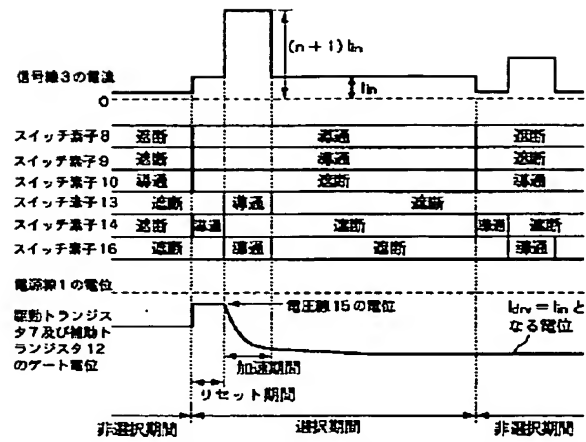 (n+1) Iin
信号線3の電流
Iin
0
スイッチ素子8 遮断 導通 遮断
スイッチ素子9 遮断 導通 遮断
スイッチ素子10 導通 遮断 導通
スイッチ素子13 遮断 導通 遮断
スイッチ素子14 遮断 導通 遮断 導通 遮断
スイッチ素子16 遮断 導通 遮断 導通
電源線1の電位
電圧線15の電位
Idrv=Iinと
なる電位
駆動トランジス
タ7及び補助ト
ランジスタ12
のゲート電位
加速期間
リセット期間
非選択期間 選択期間 非選択期間